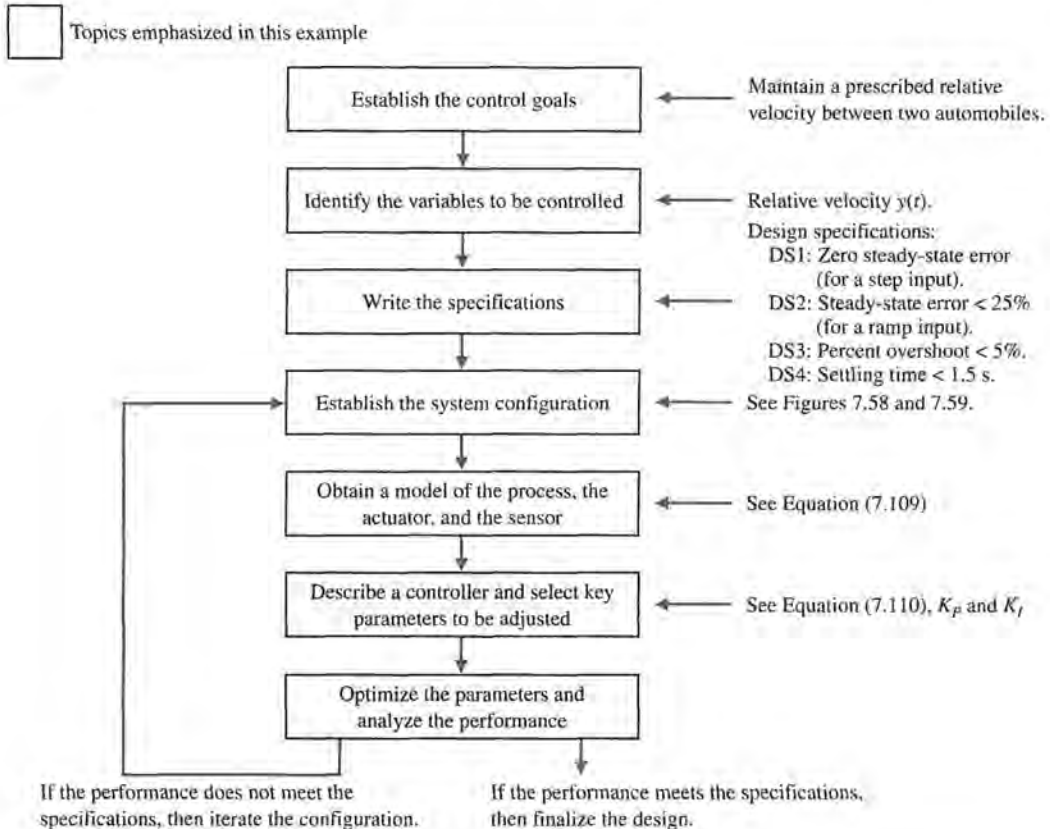 Topics emphasized in this example
Establish the control goals
Maintain a prescribed relative
velocity between two automobiles.
Identify the variables to be controlled
Relative velocity y(t).
Write the specifications
Design specifications:
DS1: Zero steady-state error
(for a step input).
DS2: Steady-state error < 25%
(for a ramp input).
DS3: Percent overshoot < 5%.
DS4: Settling time < 1.5 s.
Establish the system configuration
See Figures 7.58 and 7.59.
Obtain a model of the process, the
actuator, and the sensor
See Equation (7.109)
Describe a controller and select key
parameters to be adjusted
See Equation (7.110), K_P and K_I
Optimize the parameters and
analyze the performance
If the performance does not meet the
specifications, then iterate the configuration.
If the performance meets the specifications,
then finalize the design.